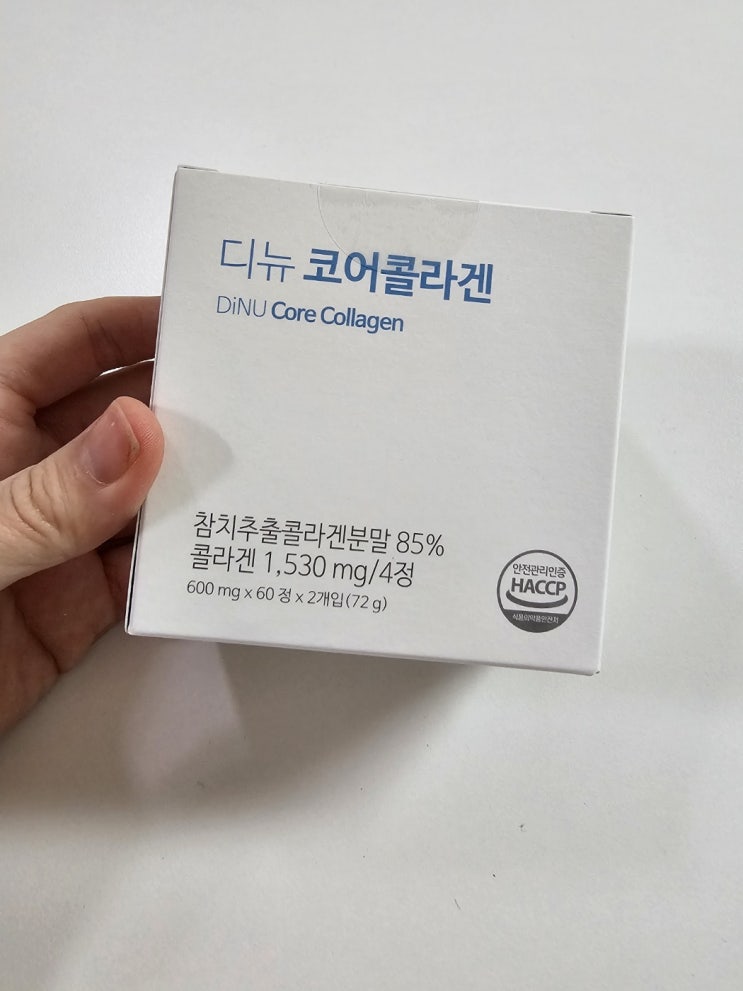 디뉴 코어콜라겐
DiNU Core Collagen
참치추출콜라겐분말 85%
콜라겐 1,530 mg/4정
600 mg x 60 정 x 2개입(72 g)
안전관리인증
HACCP
식품의약품안전처